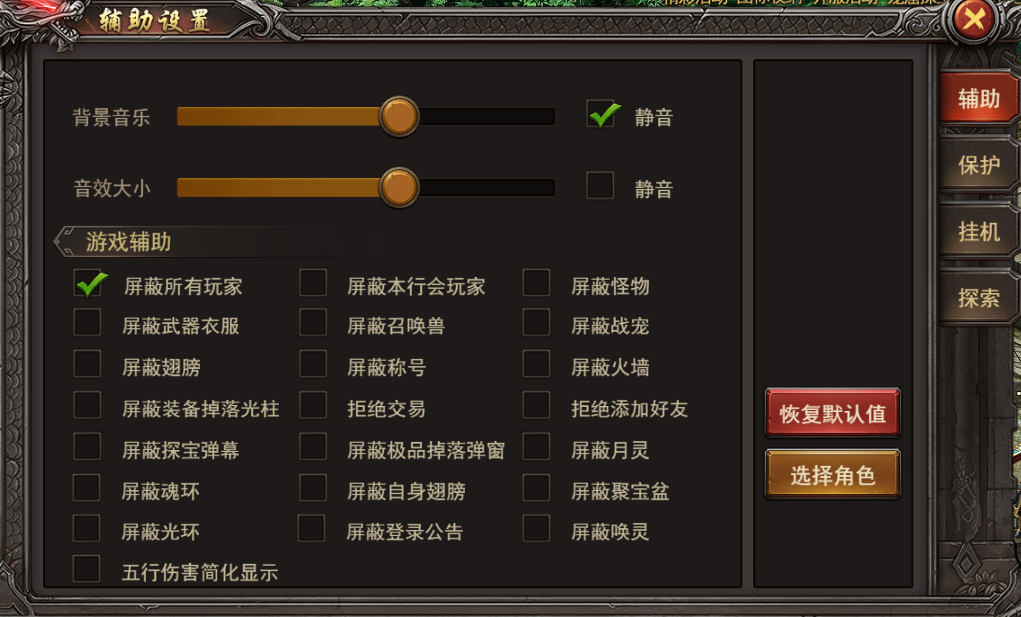 辅助设置
背景音乐 静音
音效大小 静音
游戏辅助
屏蔽所有玩家 屏蔽本行会玩家 屏蔽怪物
屏蔽武器衣服 屏蔽召唤兽 屏蔽战宠
屏蔽翅膀 屏蔽称号 屏蔽火墙
屏蔽装备掉落光柱 拒绝交易 拒绝添加好友
屏蔽探宝弹幕 屏蔽极品掉落弹窗 屏蔽月灵
屏蔽魂环 屏蔽自身翅膀 屏蔽聚宝盆
屏蔽光环 屏蔽登录公告 屏蔽唤灵
五行伤害简化显示
恢复默认值
选择角色
辅助
保护
挂机
探索